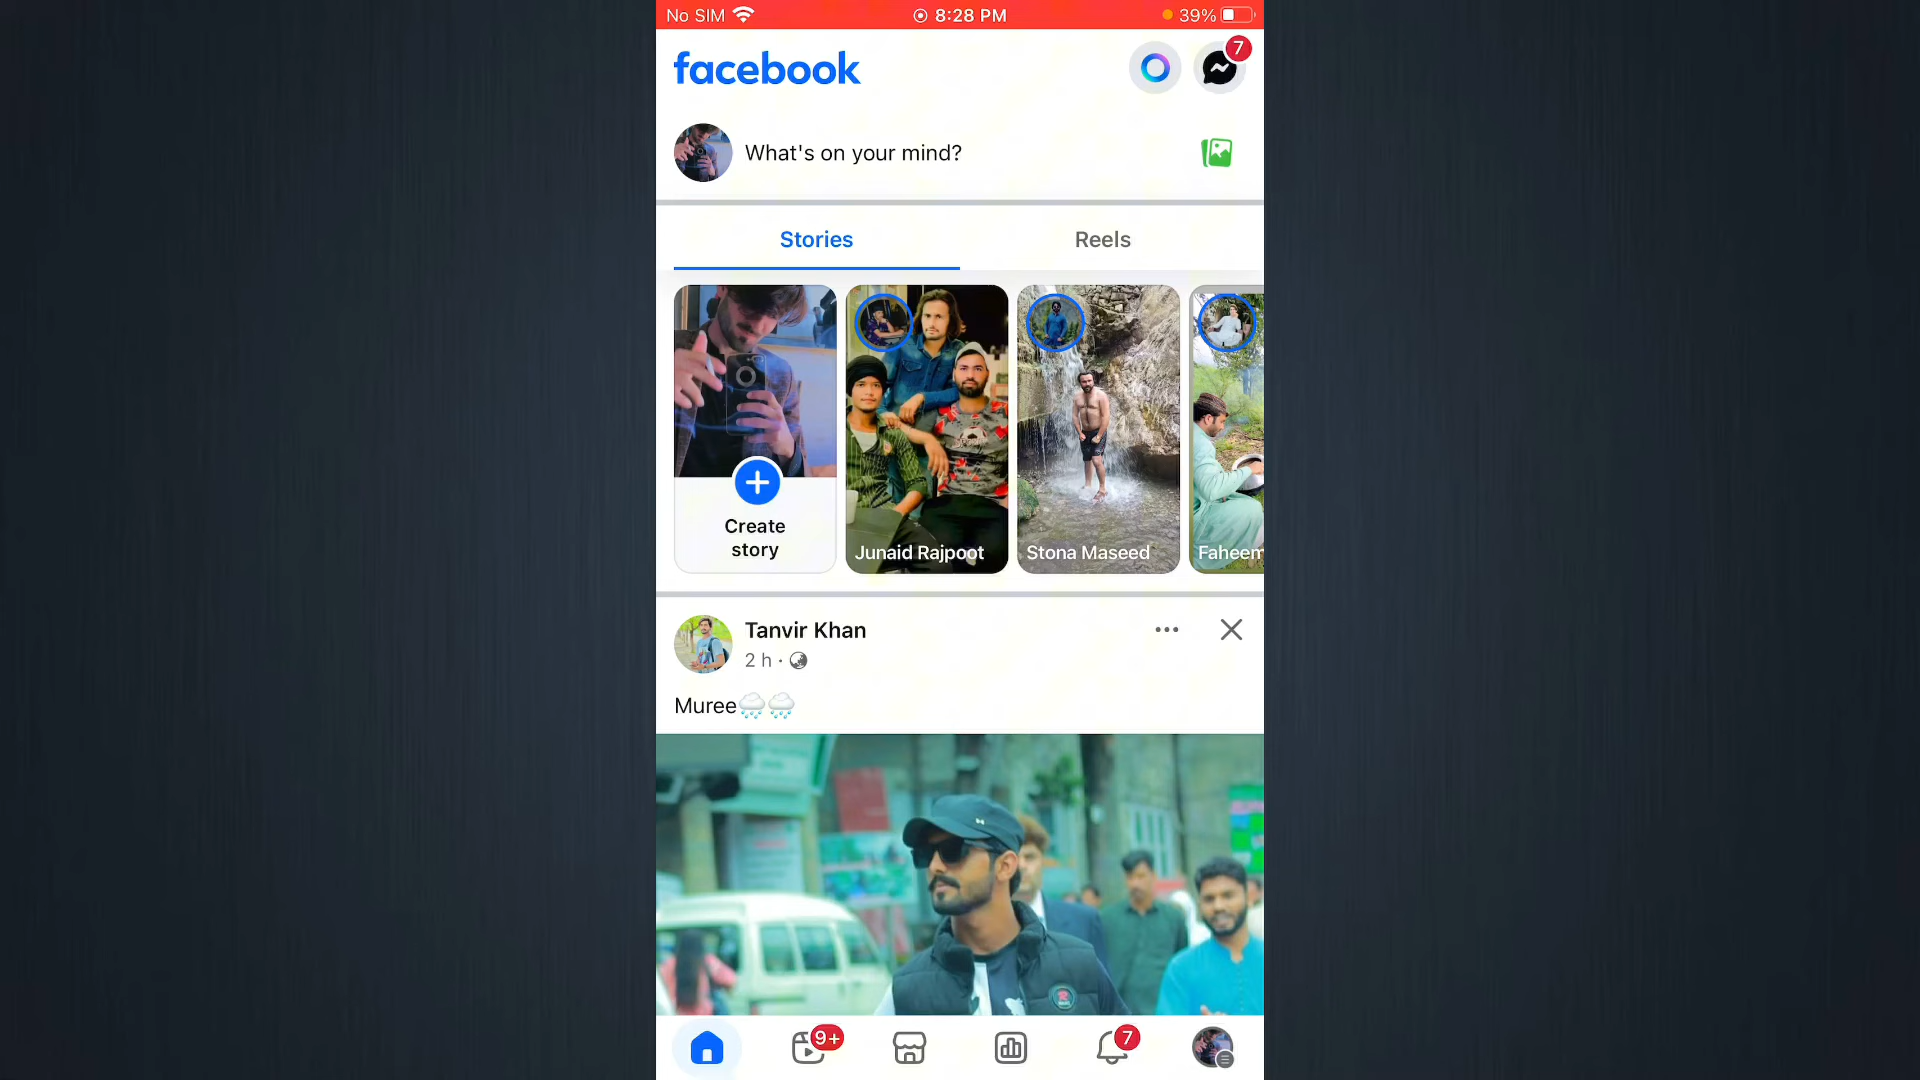 No SIM 8:28 PM 39%
facebook
7
What's on your mind?
Stories Reels
Create
story
Junaid Rajpoot
Stona Maseed
Faheem
Tanvir Khan
2 h ·
Muree🌧️🌧️
9+
7